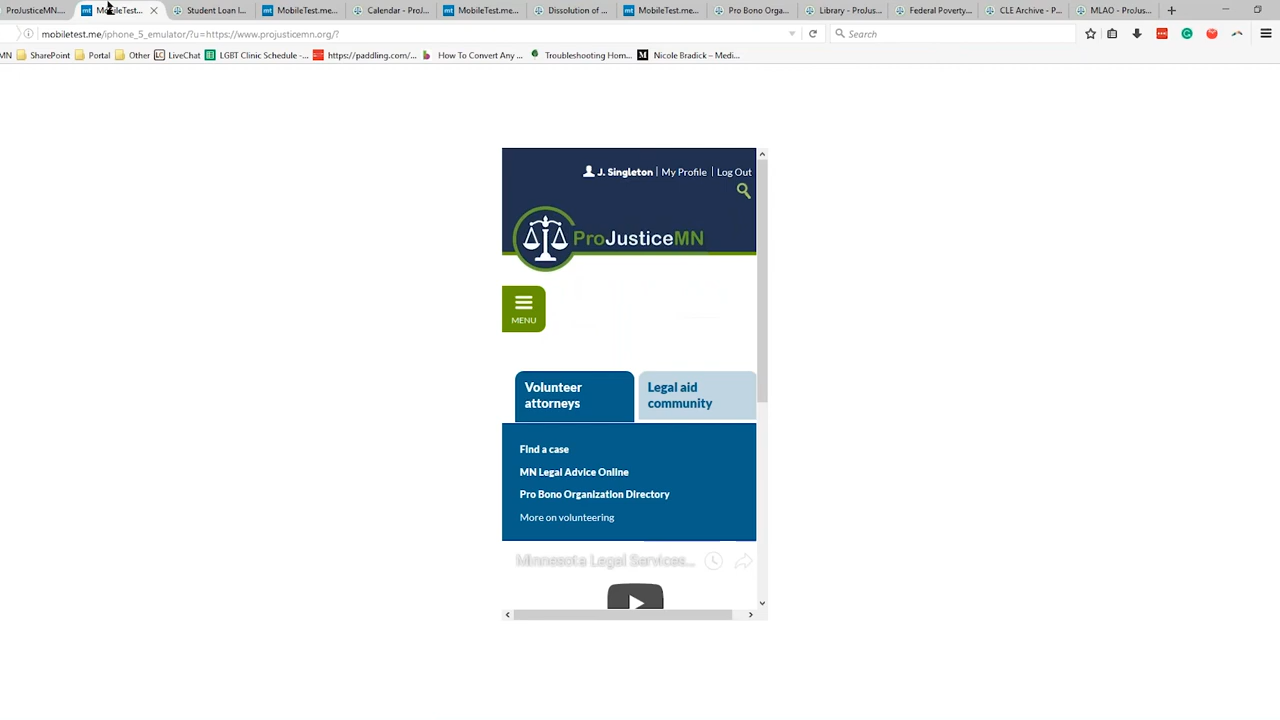 ProJusticeMN....
MobileTest...
Student Loan I...
MobileTest.me...
Calendar - ProJ...
MobileTest.me...
Dissolution of ...
MobileTest.me...
Pro Bono Orga...
Library - ProJus...
Federal Poverty...
CLE Archive - P...
MLAO - ProJus...
mobiletest.me/iphone_5_emulator/?u=https://www.projusticemn.org/?
Search
MN
SharePoint
Portal
Other
LiveChat
LGBT Clinic Schedule -...
https://paddling.com/...
How To Convert Any ...
Troubleshooting Hom...
Nicole Bradick – Medi...
J. Singleton | My Profile | Log Out
ProJusticeMN
MENU
Volunteer
attorneys
Legal aid
community
Find a case
MN Legal Advice Online
Pro Bono Organization Directory
More on volunteering
Minnesota Legal Services...